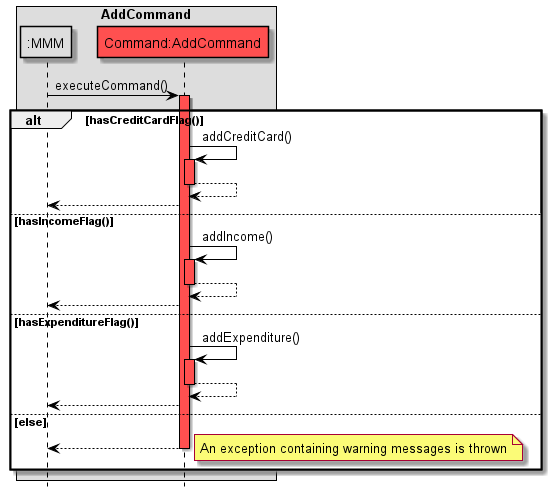 AddCommand
:MMM
Command:AddCommand
executeCommand()
alt
[hasCreditCardFlag()]
addCreditCard()
[hasIncomeFlag()]
addIncome()
[hasExpenditureFlag()]
addExpenditure()
[else]
An exception containing warning messages is thrown